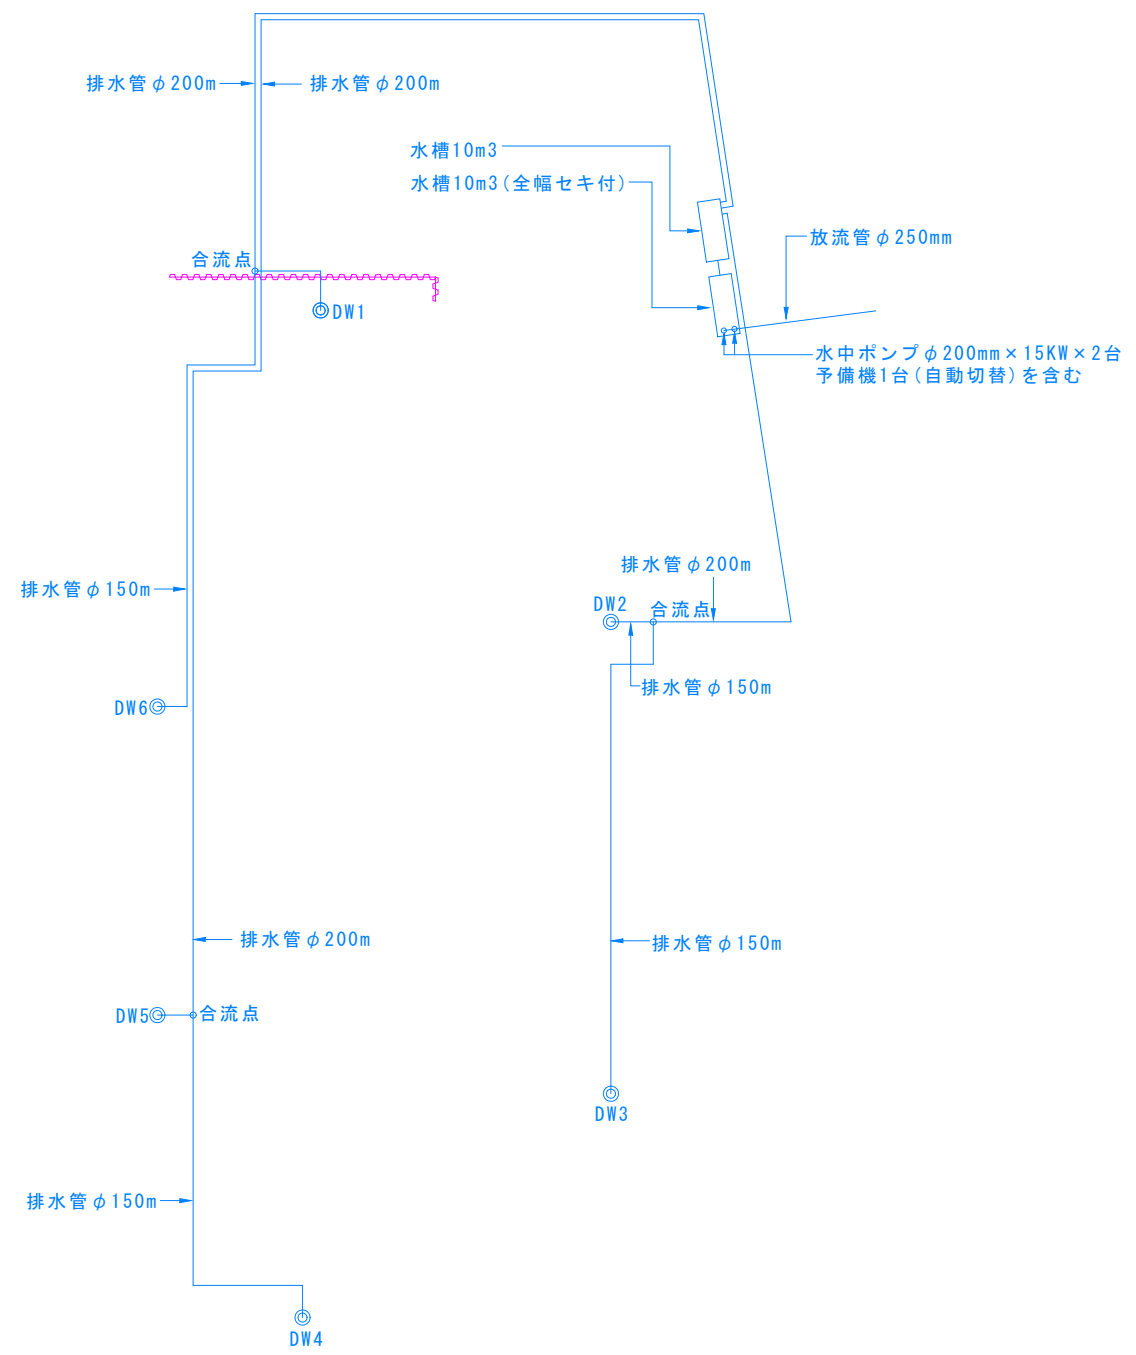 排水管φ200m
排水管φ200m
水槽10m3
水槽10m3(全幅セキ付)
放流管φ250mm
合流点
DW1
水中ポンプφ200mm×15KW×2台
予備機1台(自動切替)を含む
排水管φ200m
排水管φ150m
DW2
合流点
排水管φ150m
DW6
排水管φ200m
排水管φ150m
DW5
合流点
DW3
排水管φ150m
DW4